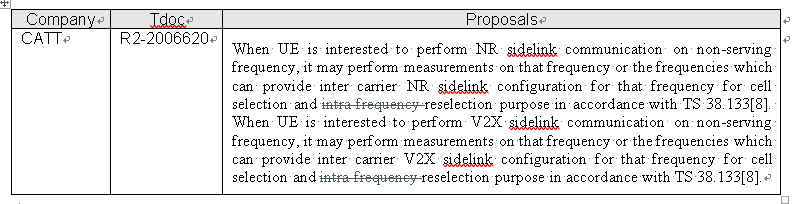 Company Tdoc Proposals
CATT R2-2006620
When UE is interested to perform NR sidelink communication on non-serving
frequency, it may perform measurements on that frequency or the frequencies which
can provide inter carrier NR sidelink configuration for that frequency for cell
selection and intra frequency reselection purpose in accordance with TS 38.133[8].
When UE is interested to perform V2X sidelink communication on non-serving
frequency, it may perform measurements on that frequency or the frequencies which
can provide inter carrier V2X sidelink configuration for that frequency for cell
selection and intra frequency reselection purpose in accordance with TS 38.133[8].